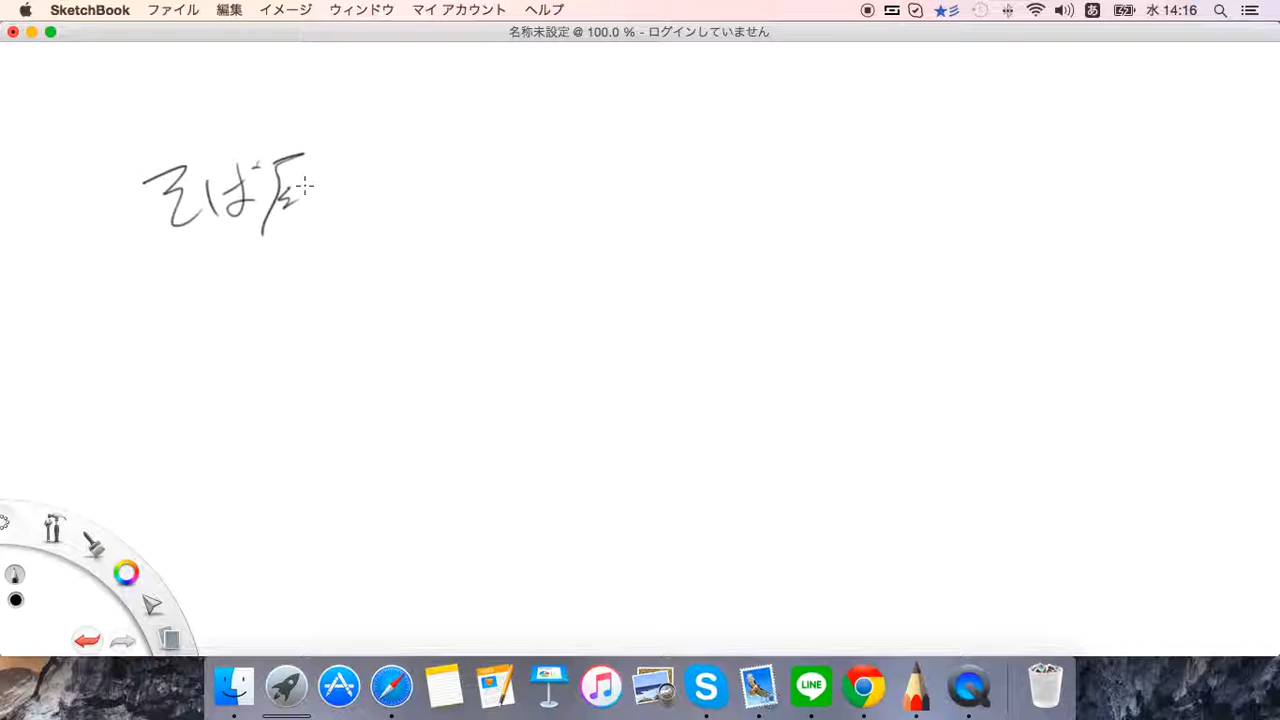 SketchBook ファイル 編集 イメージ ウィンドウ マイ アカウント ヘルプ あ 水 14:16
名称未設定 @ 100.0 % - ログインしていません
そば
LINE